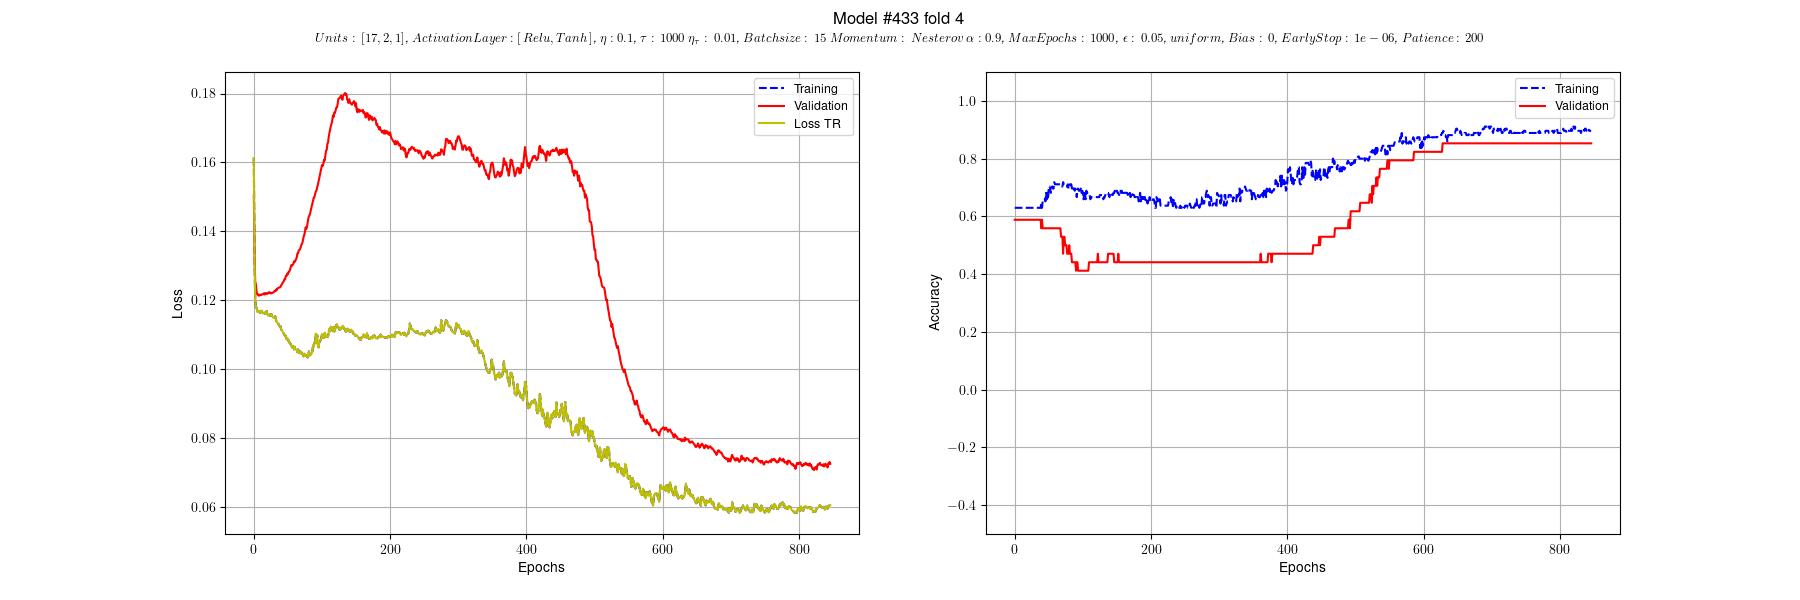 Model #433 fold 4
Units : [17, 2, 1], ActivationLayer : [ Relu, Tanh], η : 0.1, τ : 1000 ητ : 0.01, Batchsize : 15 Momentum : Nesterov α : 0.9, MaxEpochs : 1000, ϵ : 0.05, uniform, Bias : 0, EarlyStop : 1e − 06, Patience : 200
Training
Validation
Loss TR
0.18
0.16
0.14
0.12
0.10
0.08
0.06
Loss
0
200
400
600
800
Epochs
Training
Validation
1.0
0.8
0.6
0.4
0.2
0.0
−0.2
−0.4
Accuracy
0
200
400
600
800
Epochs